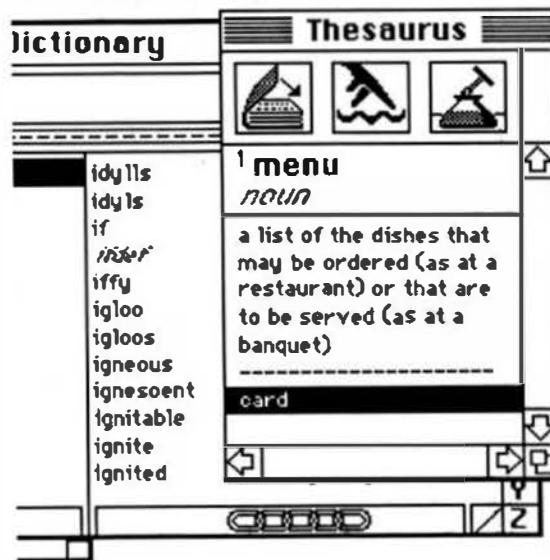 Dictionary
idylls
idyls
if
iffy
igloo
igloos
igneous
ignesoent
ignitable
ignite
ignited
Thesaurus
1 menu
noun
a list of the dishes that
may be ordered (as at a
restaurant) or that are
to be served (as at a
banquet)
card
Y
Z